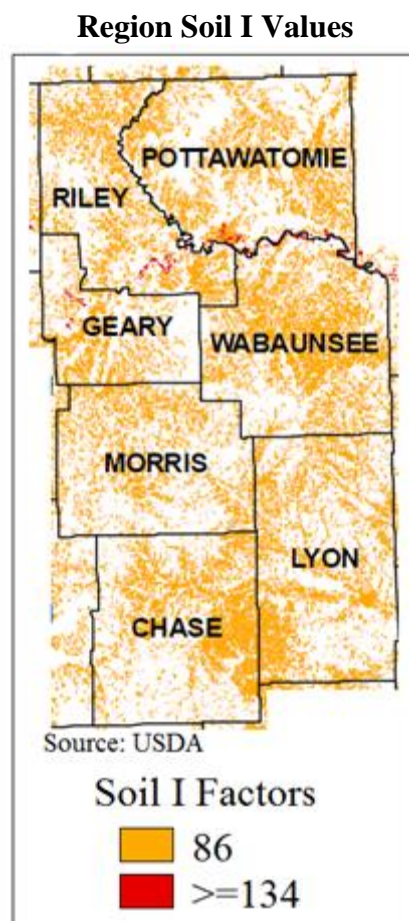 Region Soil I Values
POTTAWATOMIE
RILEY
GEARY
WABAUNSEE
MORRIS
LYON
CHASE
Source: USDA
Soil I Factors
86
>=134